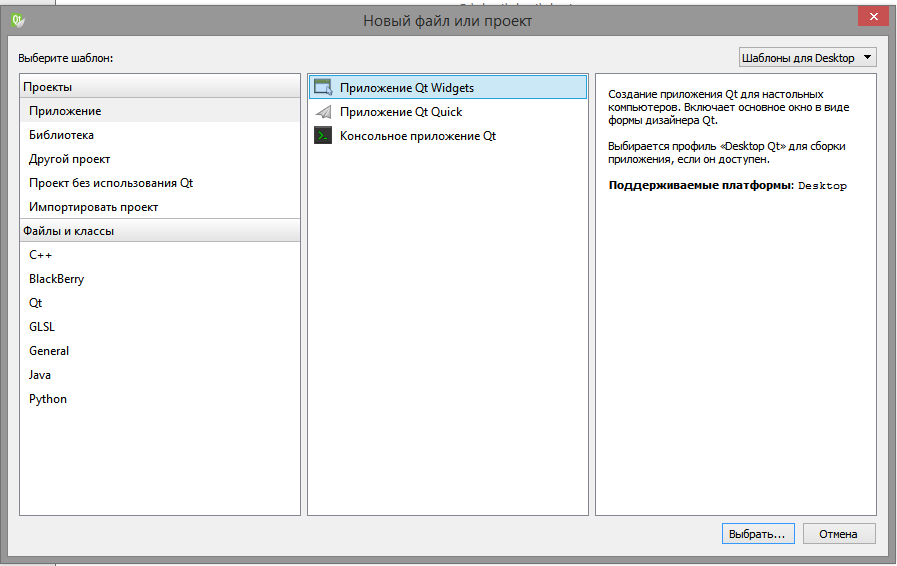 Новый файл или проект
Выберите шаблон:
Шаблоны для Desktop
Проекты
Приложение
Библиотека
Другой проект
Проект без использования Qt
Импортировать проект
Файлы и классы
C++
BlackBerry
Qt
GLSL
General
Java
Python
Приложение Qt Widgets
Приложение Qt Quick
Консольное приложение Qt
Создание приложения Qt для настольных
компьютеров. Включает основное окно в виде
формы дизайнера Qt.
Выбирается профиль «Desktop Qt» для сборки
приложения, если он доступен.
Поддерживаемые платформы: Desktop
Выбрать...
Отмена